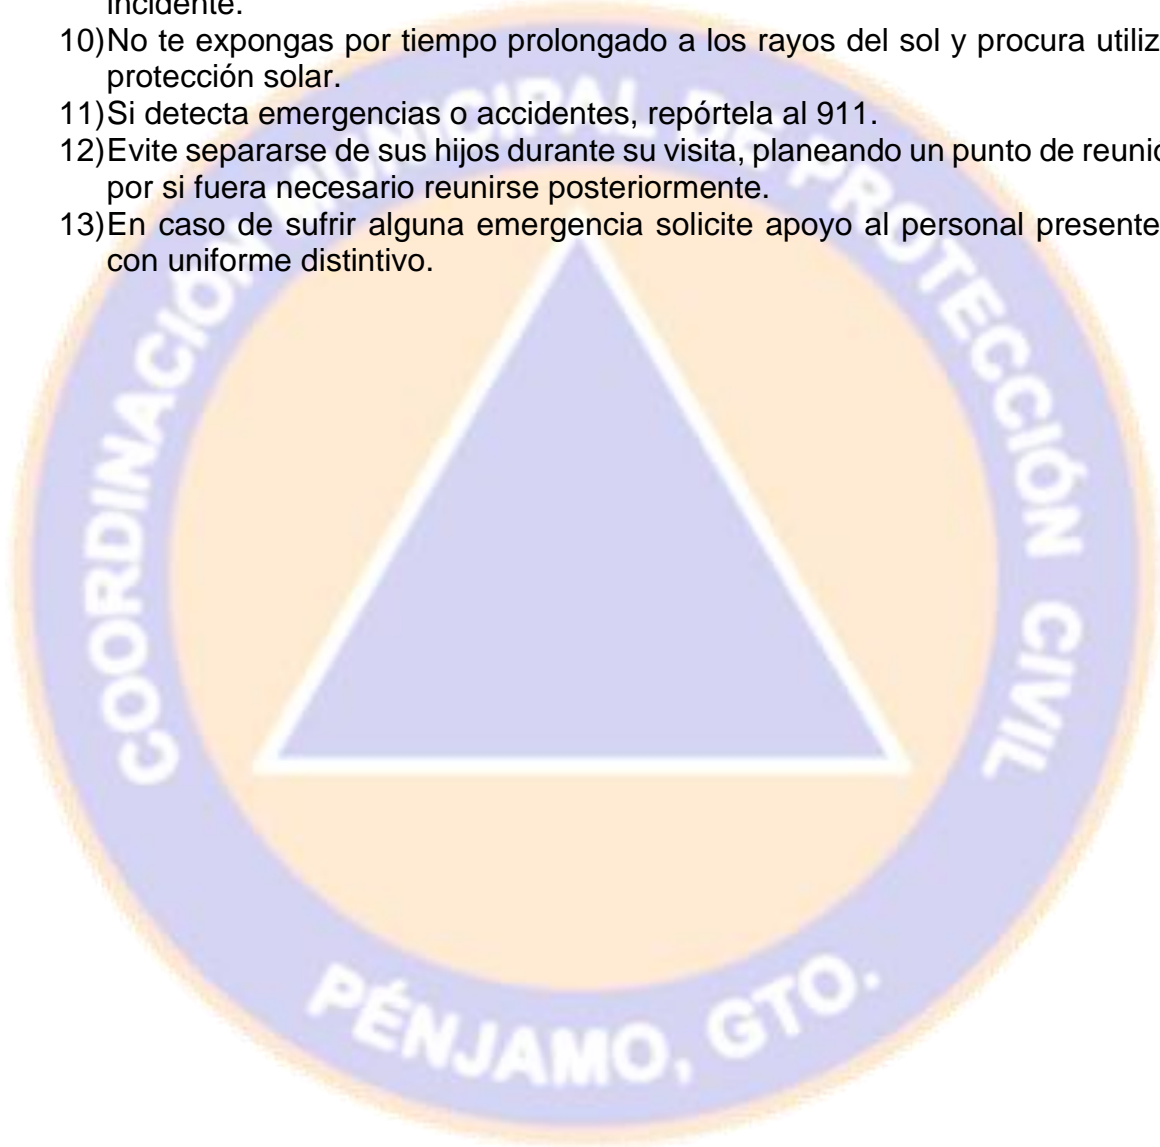 incidente.
10)No te expongas por tiempo prolongado a los rayos del sol y procura utiliz
protección solar.
11)Si detecta emergencias o accidentes, repórtela al 911.
12)Evite separarse de sus hijos durante su visita, planeando un punto de reunió
por si fuera necesario reunirse posteriormente.
13)En caso de sufrir alguna emergencia solicite apoyo al personal presente
con uniforme distintivo.
COORDINACIÓN MUNICIPAL DE PROTECCIÓN CIVIL
PÉNJAMO, GTO.